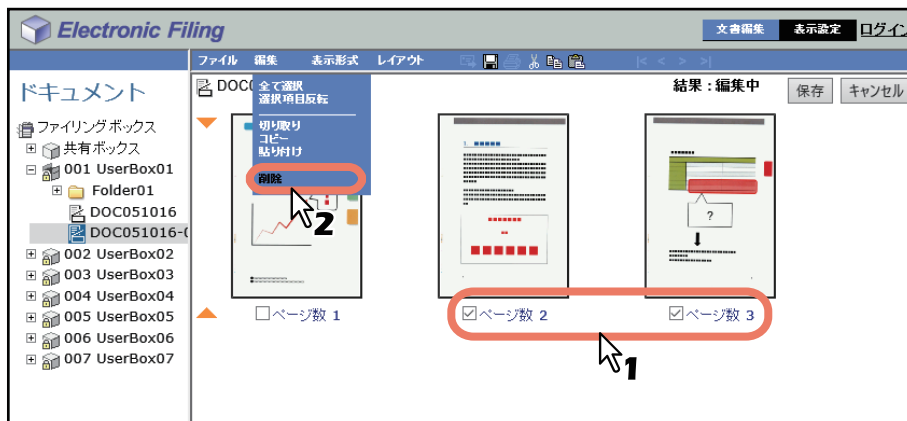 Electronic Filing
文書編集 表示設定 ログイン
ファイル 編集 表示形式 レイアウト
|< < > >|
ドキュメント
ファイリングボックス
共有ボックス
001 UserBox01
Folder01
DOC051016
DOC051016-0
002 UserBox02
003 UserBox03
004 UserBox04
005 UserBox05
006 UserBox06
007 UserBox07
DOC0
結果：編集中
保存 キャンセル
全て選択
選択項目反転
切り取り
コピー
貼り付け
削除
2
?
ページ数 1
ページ数 2
ページ数 3
1